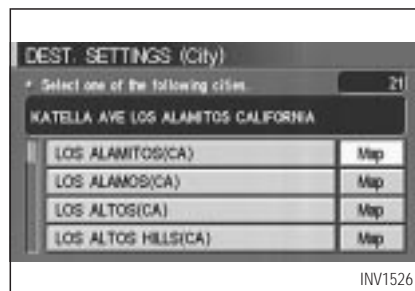 DEST. SETTINGS (City)
Select one of the following cities. 21
KATELLA AVE LOS ALAMITOS CALIFORNIA
LOS ALAMITOS(CA) Map
LOS ALAMOS(CA) Map
LOS ALTOS(CA) Map
LOS ALTOS HILLS(CA) Map
INV1526